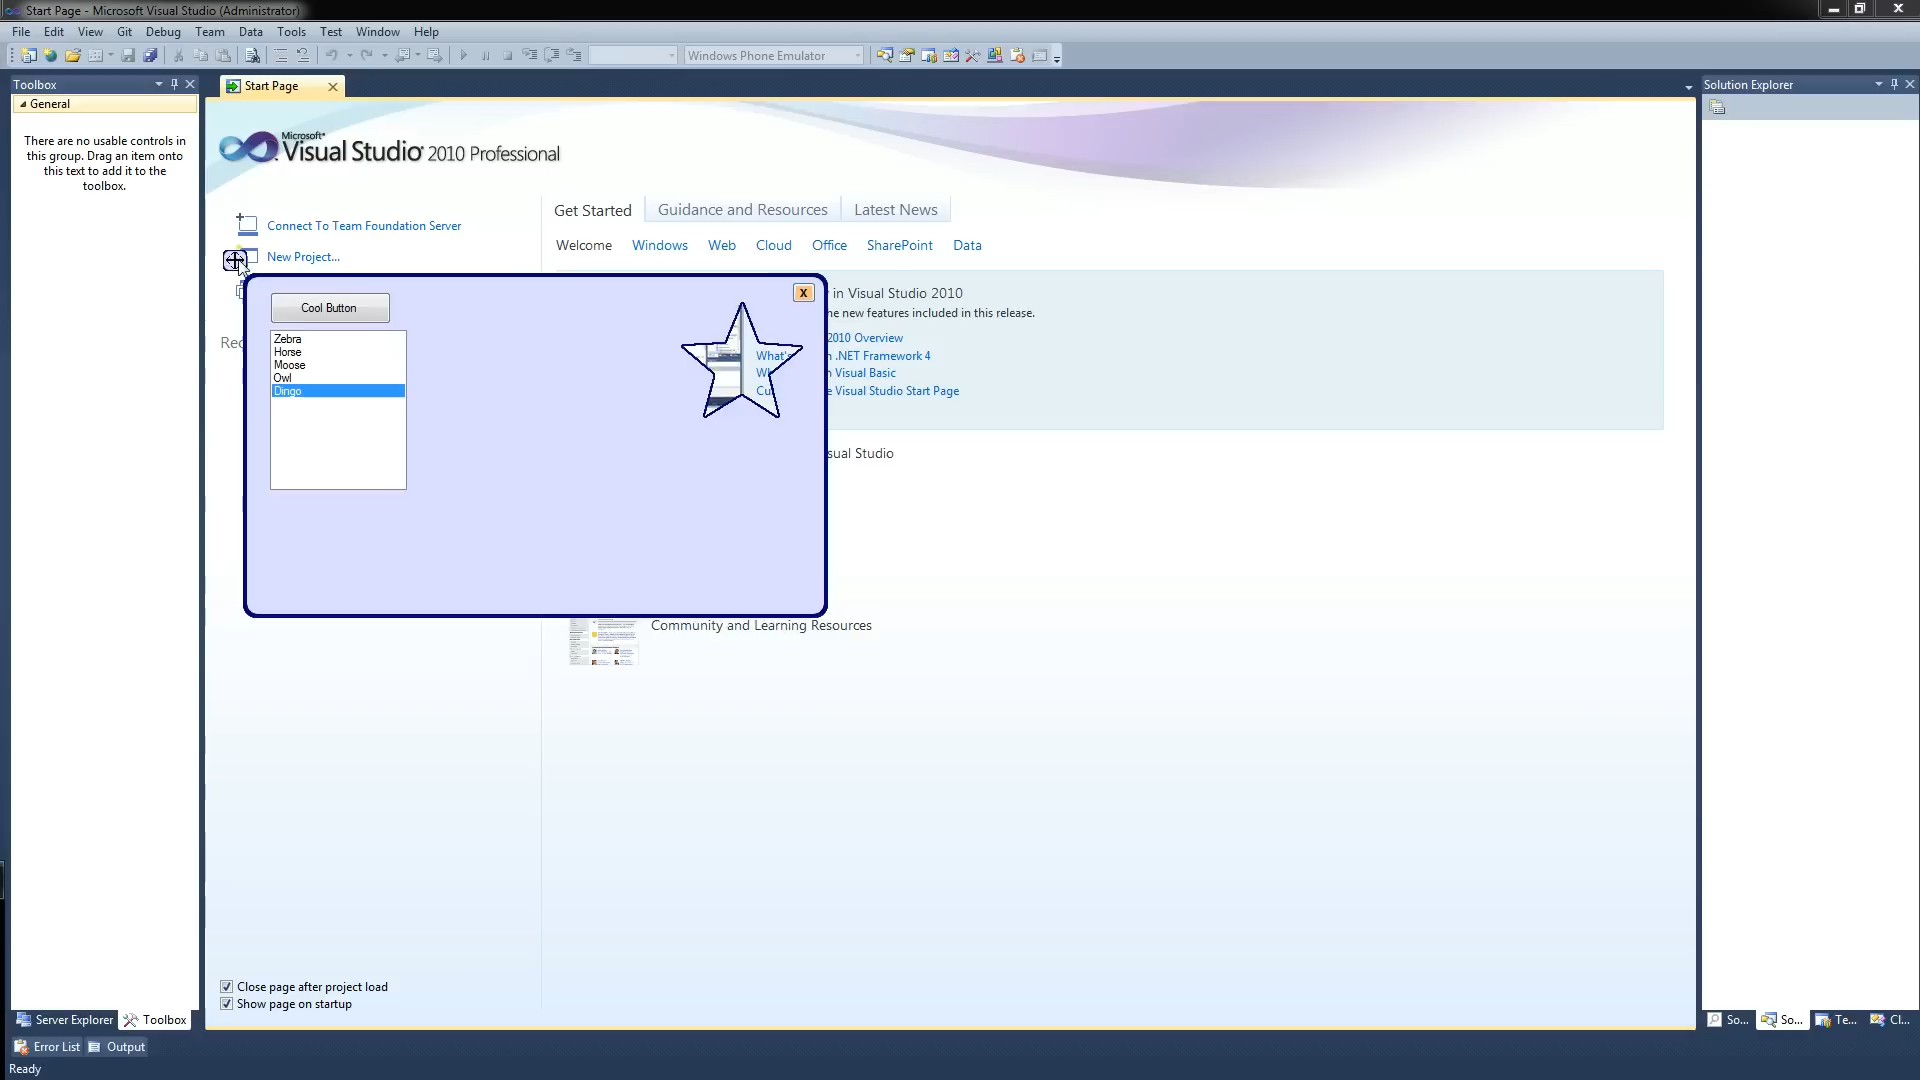 Start Page - Microsoft Visual Studio (Administrator)
File Edit View Git Debug Team Data Tools Test Window Help
Windows Phone Emulator
Toolbox
General
There are no usable controls in
this group. Drag an item onto
this text to add it to the
toolbox.
Start Page
Solution Explorer
Microsoft®
Visual Studio® 2010 Professional
Connect To Team Foundation Server
New Project...
Rec
Get Started Guidance and Resources Latest News
Welcome Windows Web Cloud Office SharePoint Data
in Visual Studio 2010
new features included in this release.
2010 Overview
What's .NET Framework 4
Visual Basic
Visual Studio Start Page
sual Studio
Community and Learning Resources
X
Cool Button
Zebra
Horse
Moose
Owl
Dingo
Close page after project load
Show page on startup
Server Explorer Toolbox
So... So... Te... Cl...
Error List Output
Ready